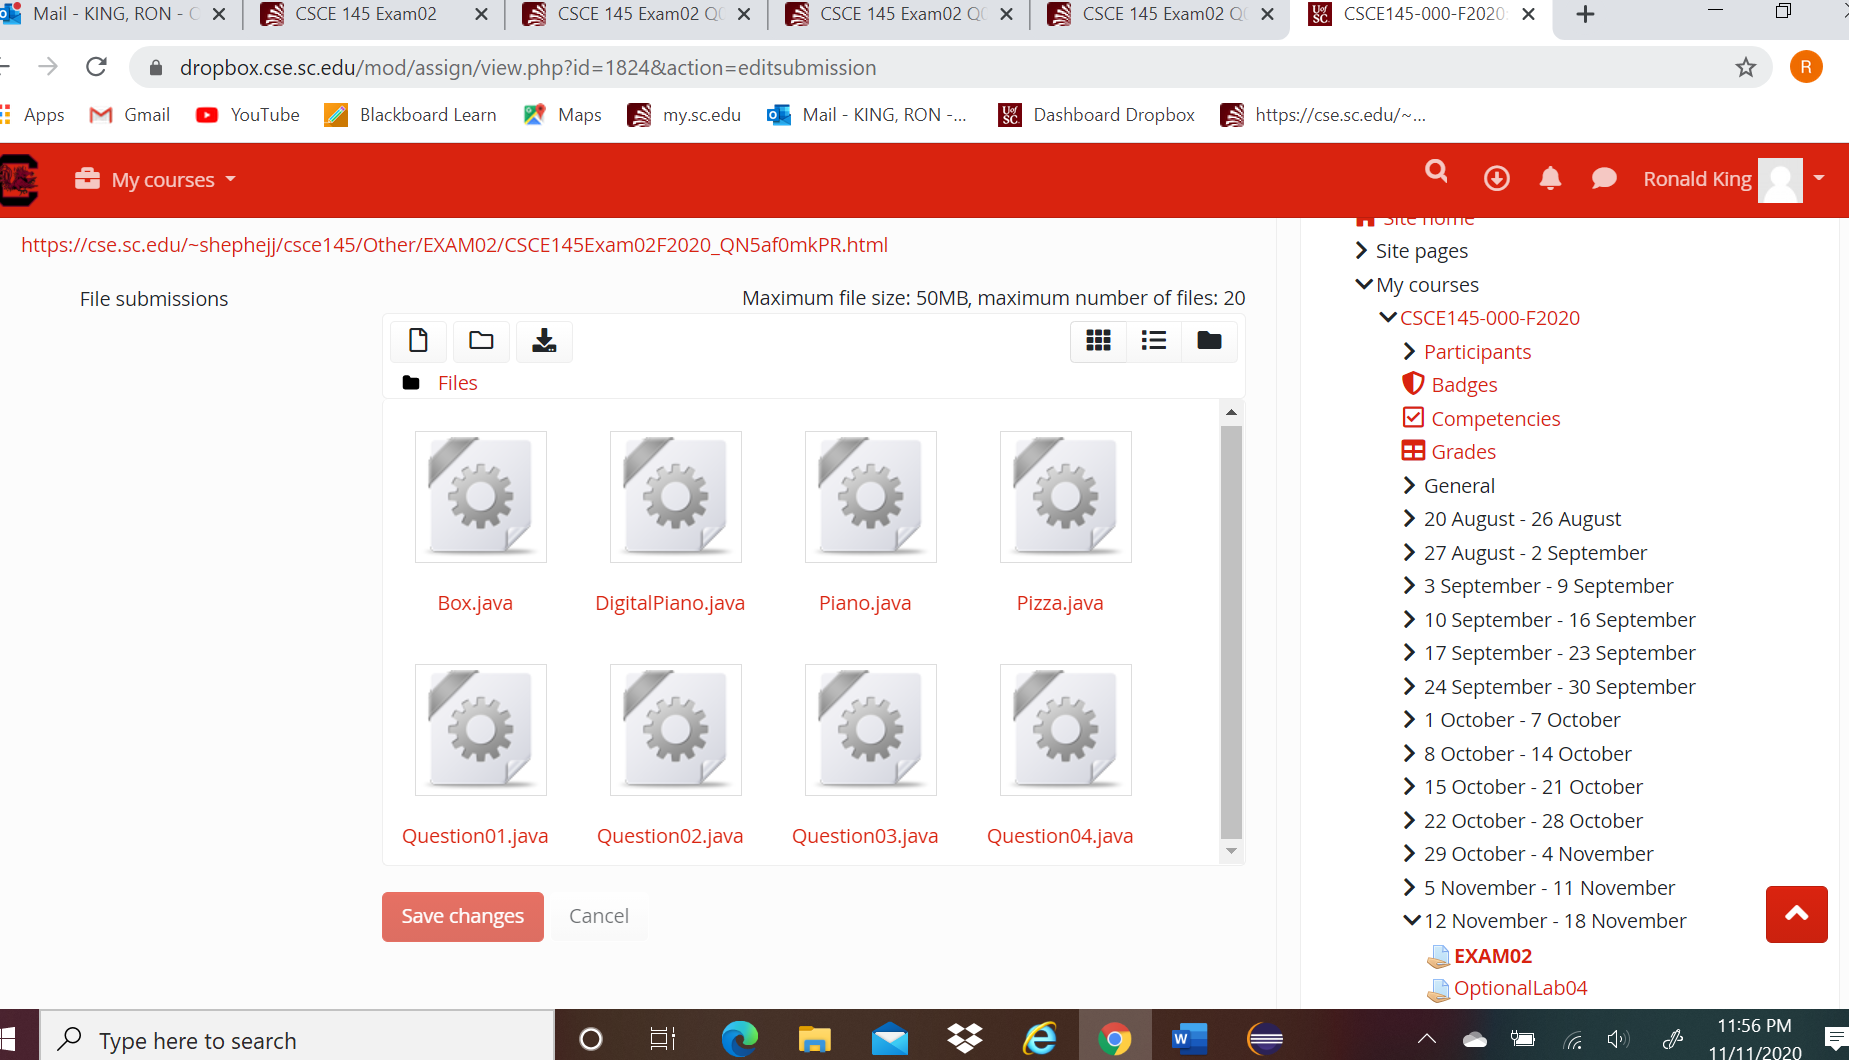 Mail - KING, RON - C
CSCE 145 Exam02
CSCE 145 Exam02 Q
CSCE 145 Exam02 Q
CSCE 145 Exam02 Q
CSCE145-000-F2020
dropbox.cse.sc.edu/mod/assign/view.php?id=1824&action=editsubmission
R
Apps
Gmail
YouTube
Blackboard Learn
Maps
my.sc.edu
Mail - KING, RON -...
UofSC
Dashboard Dropbox
https://cse.sc.edu/~...
My courses
Ronald King
https://cse.sc.edu/~shephejj/csce145/Other/EXAM02/CSCE145Exam02F2020_QN5af0mkPR.html
File submissions
Maximum file size: 50MB, maximum number of files: 20
Files
Box.java
DigitalPiano.java
Piano.java
Pizza.java
Question01.java
Question02.java
Question03.java
Question04.java
Save changes
Cancel
Site home
Site pages
My courses
CSCE145-000-F2020
Participants
Badges
Competencies
Grades
General
20 August - 26 August
27 August - 2 September
3 September - 9 September
10 September - 16 September
17 September - 23 September
24 September - 30 September
1 October - 7 October
8 October - 14 October
15 October - 21 October
22 October - 28 October
29 October - 4 November
5 November - 11 November
12 November - 18 November
EXAM02
OptionalLab04
Type here to search
11:56 PM
11/11/2020